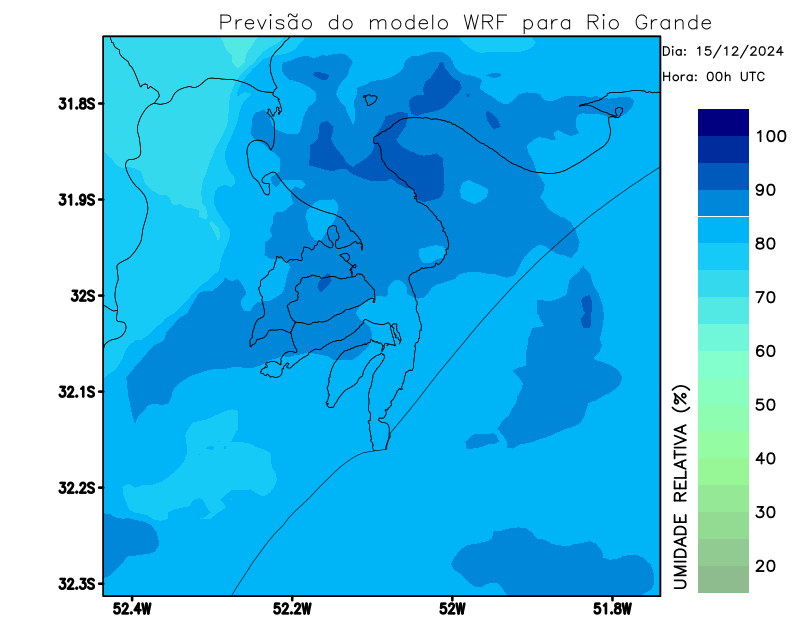 Previsão do modelo WRF para Rio Grande
Dia: 15/12/2024
Hora: 00h UTC
31.8S
31.9S
32S
32.1S
32.2S
32.3S
52.4W
52.2W
52W
51.8W
UMIDADE RELATIVA (%)
100
90
80
70
60
50
40
30
20